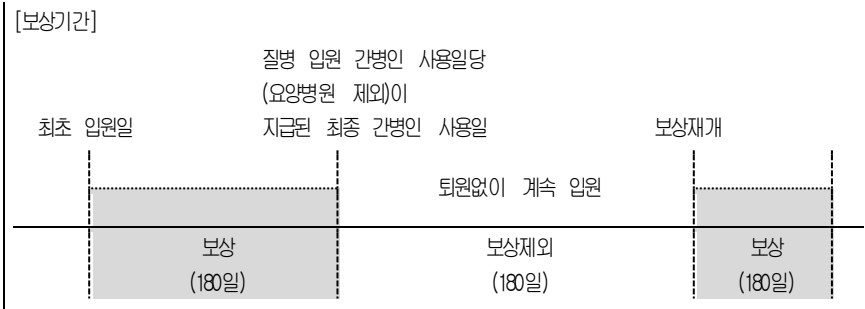 [보상기간]
질병 입원 간병인 사용일당
(요양병원 제외)이
최초 입원일 지급된 최종 간병인 사용일 보상재개
퇴원없이 계속 입원
보상 보상제외 보상
(180일) (180일) (180일)